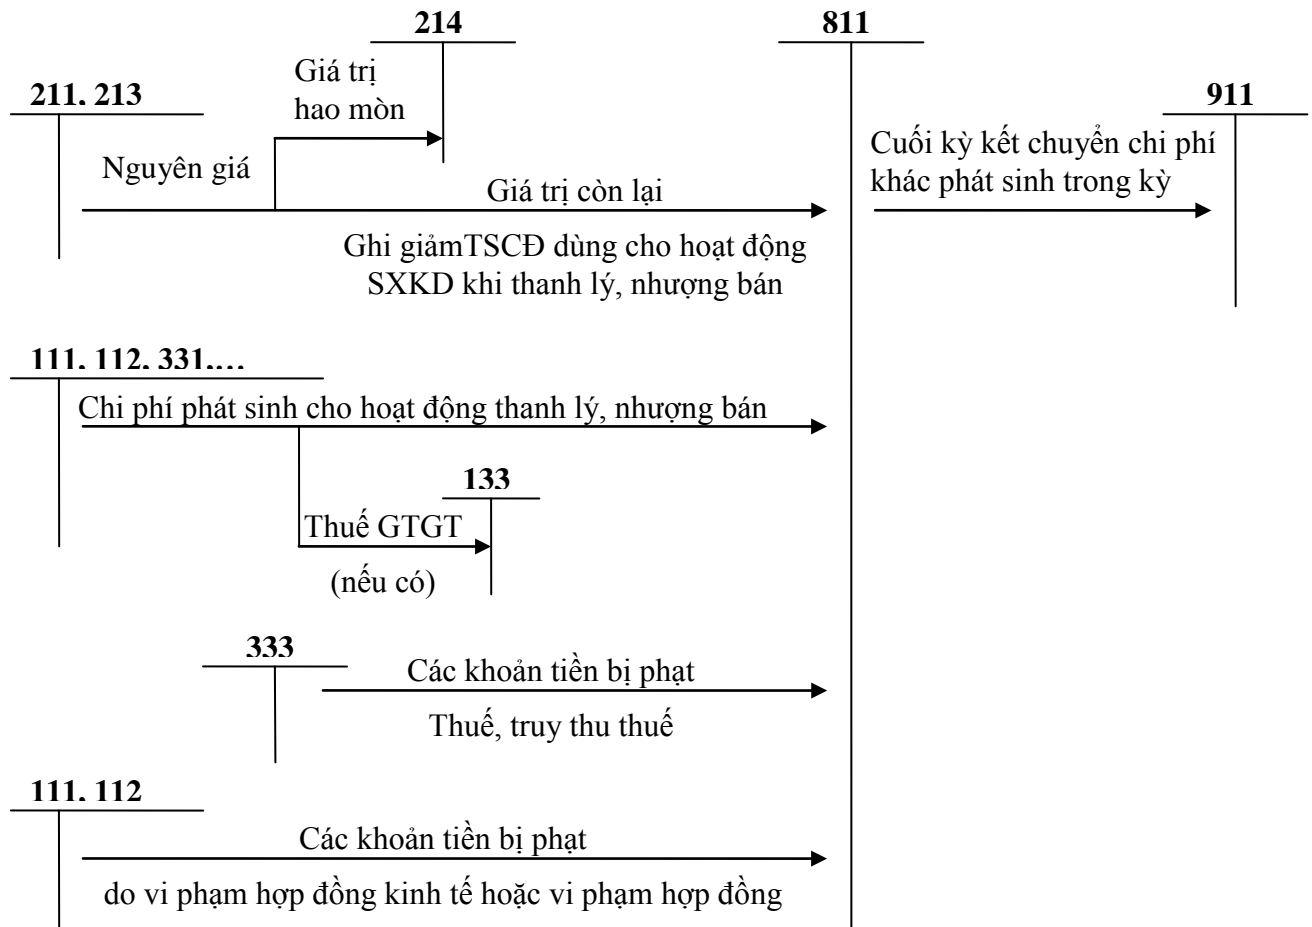 214
811
Giá trị
hao mòn
211, 213
911
Nguyên giá
Cuối kỳ kết chuyển chi phí
khác phát sinh trong kỳ
Giá trị còn lại
Ghi giảmTSCĐ dùng cho hoạt động
SXKD khi thanh lý, nhượng bán
111, 112, 331,…
Chi phí phát sinh cho hoạt động thanh lý, nhượng bán
133
Thuế GTGT
(nếu có)
333
Các khoản tiền bị phạt
Thuế, truy thu thuế
111, 112
Các khoản tiền bị phạt
do vi phạm hợp đồng kinh tế hoặc vi phạm hợp đồng